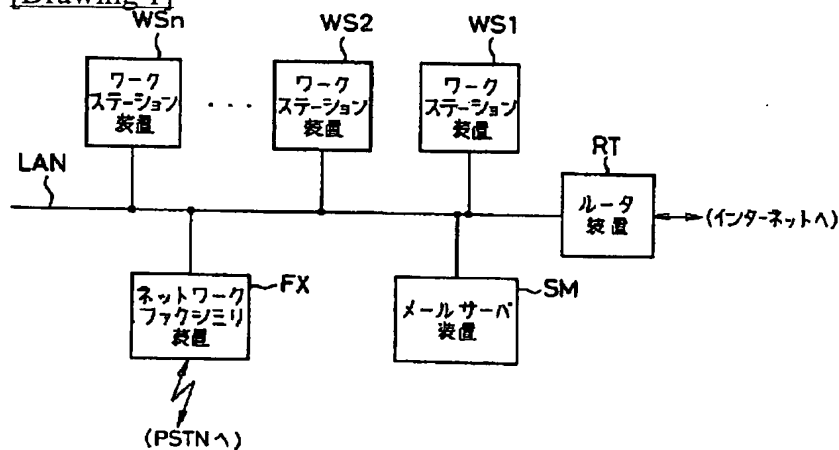 [Drawing 1]
WSn
WS2
WS1
ワーク
ステーション
装置
...
ワーク
ステーション
装置
ワーク
ステーション
装置
LAN
RT
ルータ
装置
(インターネットへ)
ネットワーク
ファクシミリ
装置
FX
メールサーバ
装置
SM
(PSTNへ)